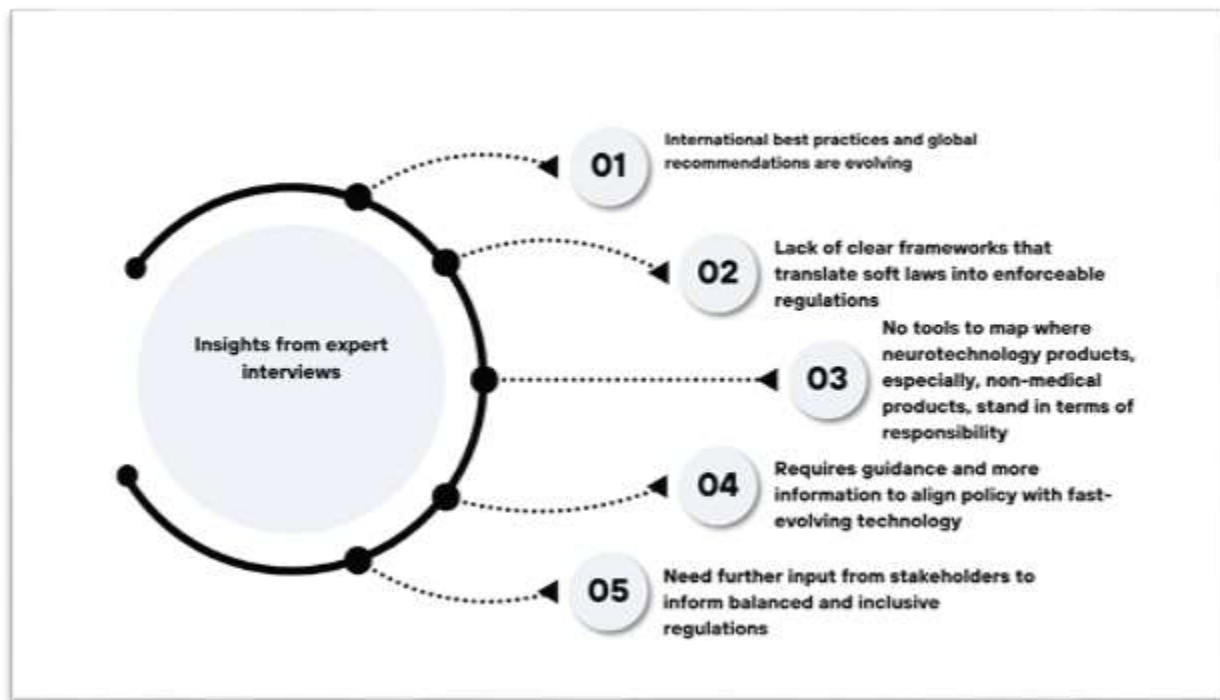 Insights from expert
interviews
01
International best practices and global
recommendations are evolving
02
Lack of clear frameworks that
translate soft laws into enforceable
regulations
03
No tools to map where
neurotechnology products,
especially, non-medical
products, stand in terms of
responsibility
04
Requires guidance and more
information to align policy with fast-
evolving technology
05
Need further input from stakeholders to
inform balanced and inclusive
regulations